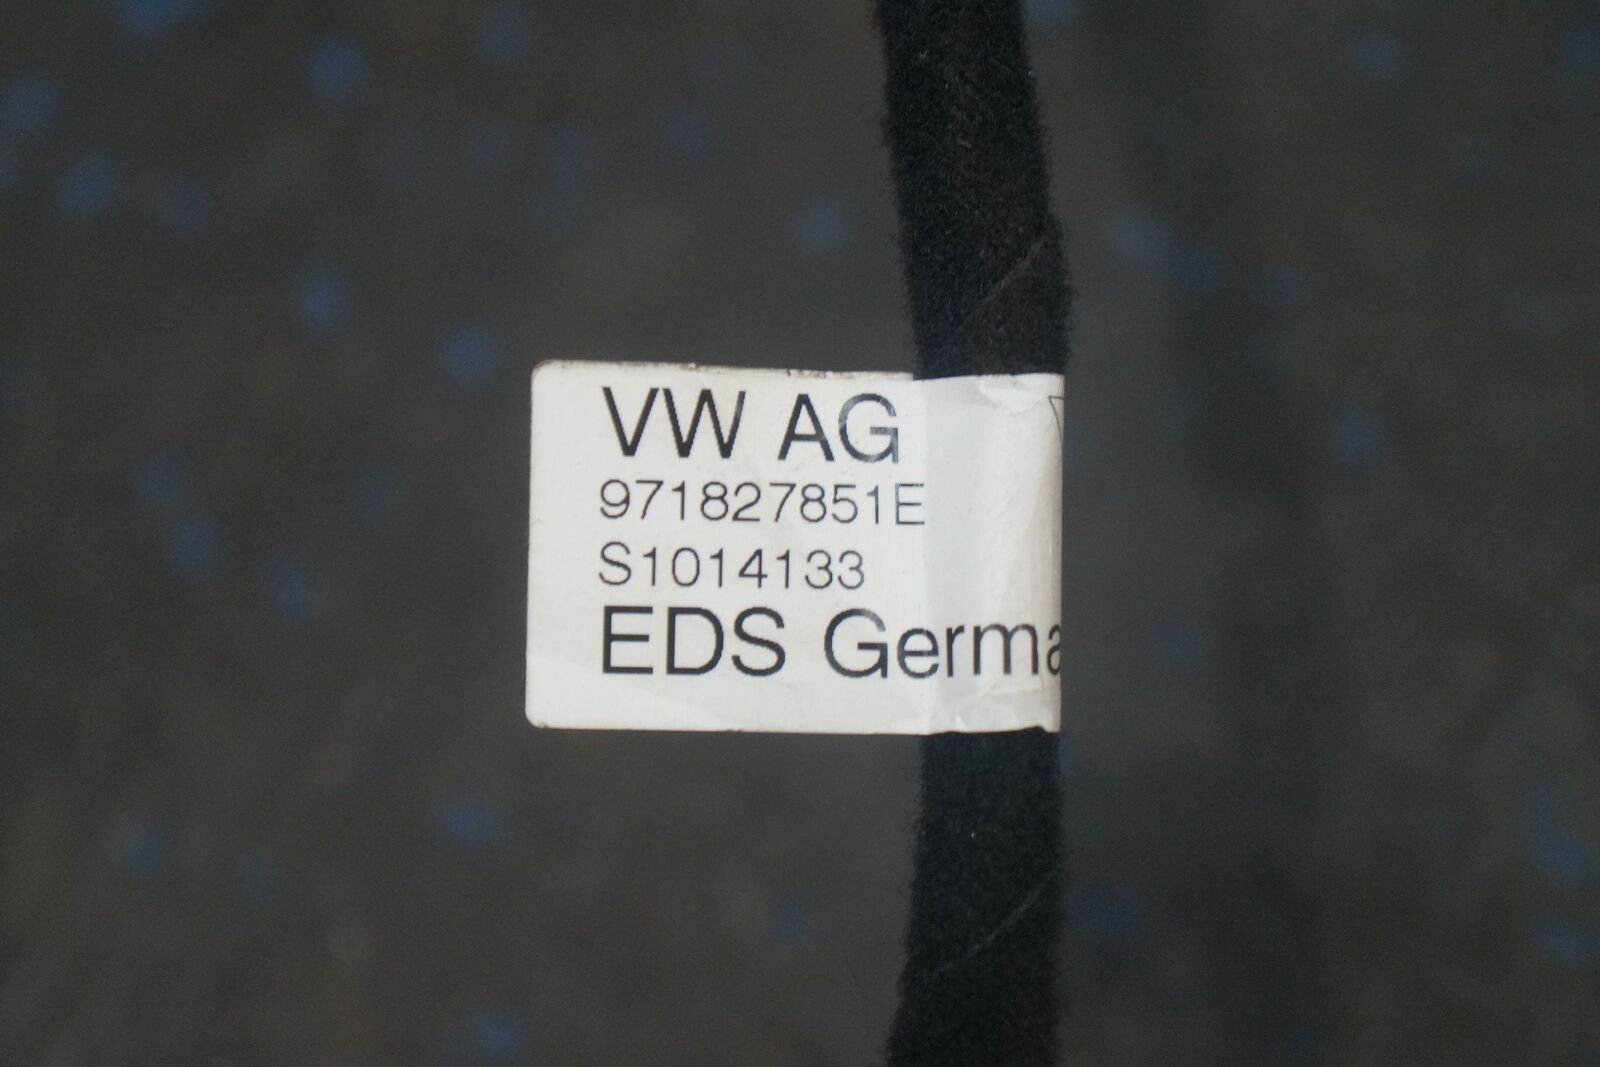 VW AG
971827851E
S1014133
EDS Germa